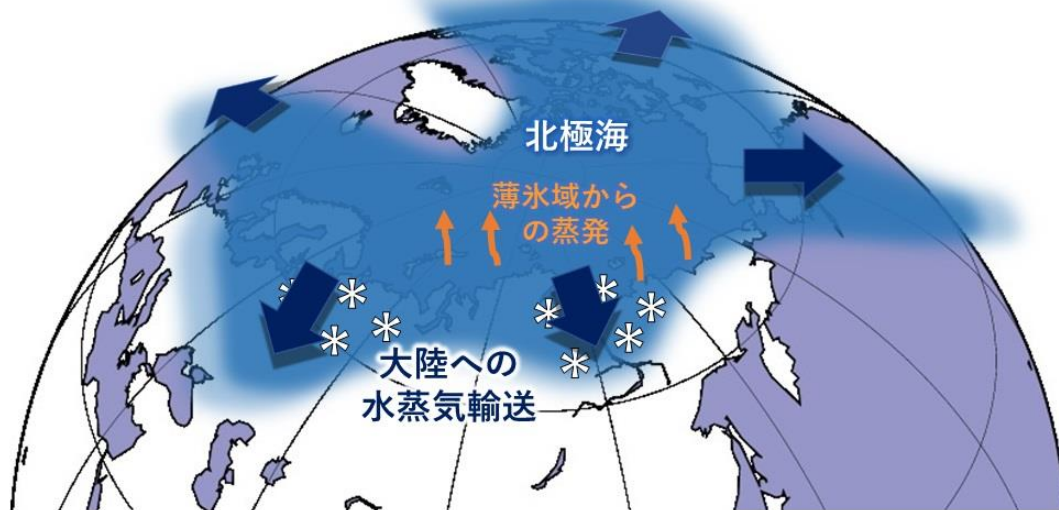 北極海
薄氷域から
の蒸発
大陸への
水蒸気輸送